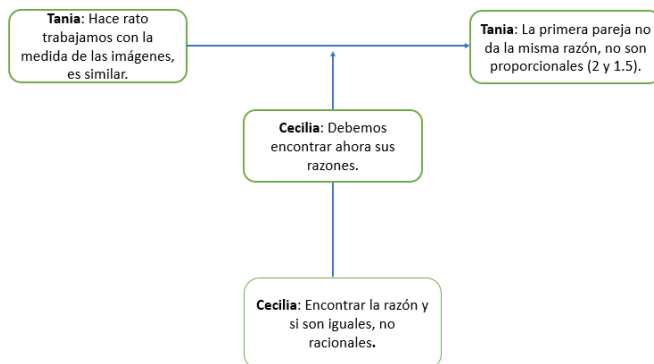 Tania: Hace rato
trabajamos con la
medida de las imágenes,
es similar.
Tania: La primera pareja no
da la misma razón, no son
proporcionales (2 y 1.5).
Cecilia: Debemos
encontrar ahora sus
razones.
Cecilia: Encontrar la razón y
si son iguales, no
racionales.